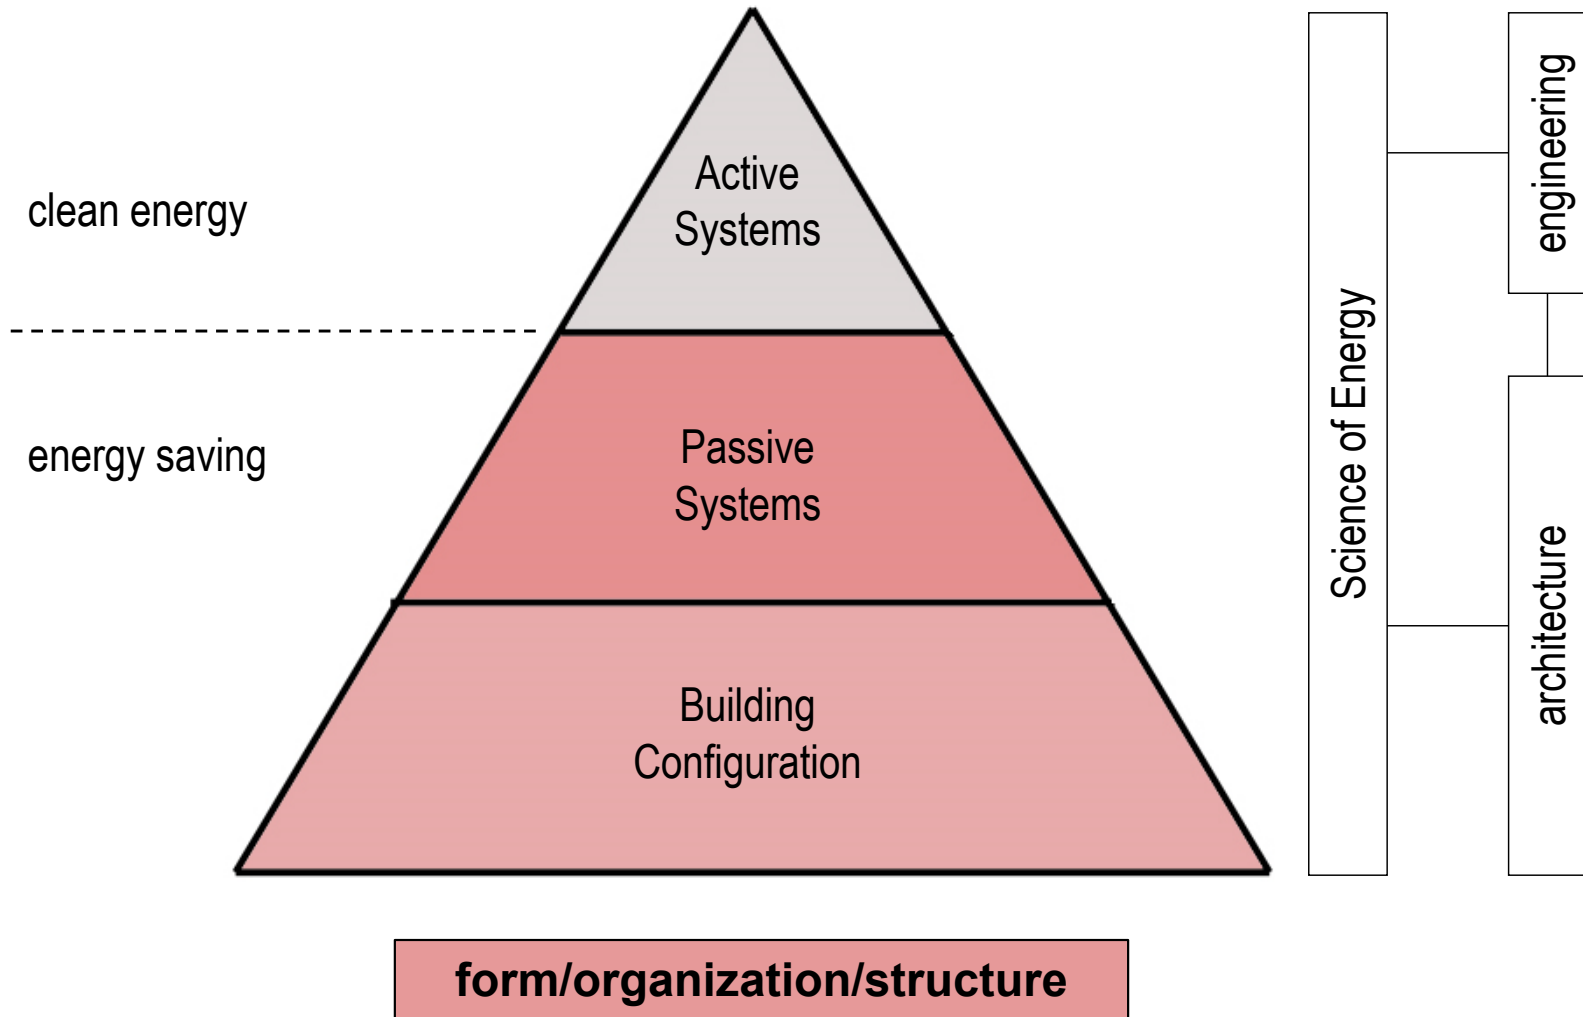 clean energy
energy saving
Active
Systems
Passive
Systems
Building
Configuration
Science of Energy
engineering
architecture
form/organization/structure